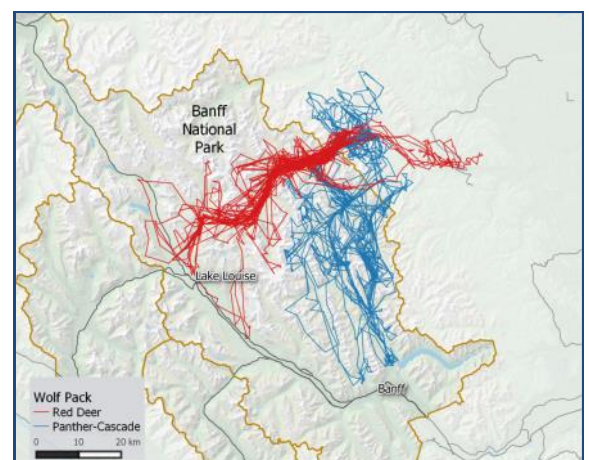 Banff
National
Park
Lake Louise
Banff
Wolf Pack
Red Deer
Panther-Cascade
0 10 20 km